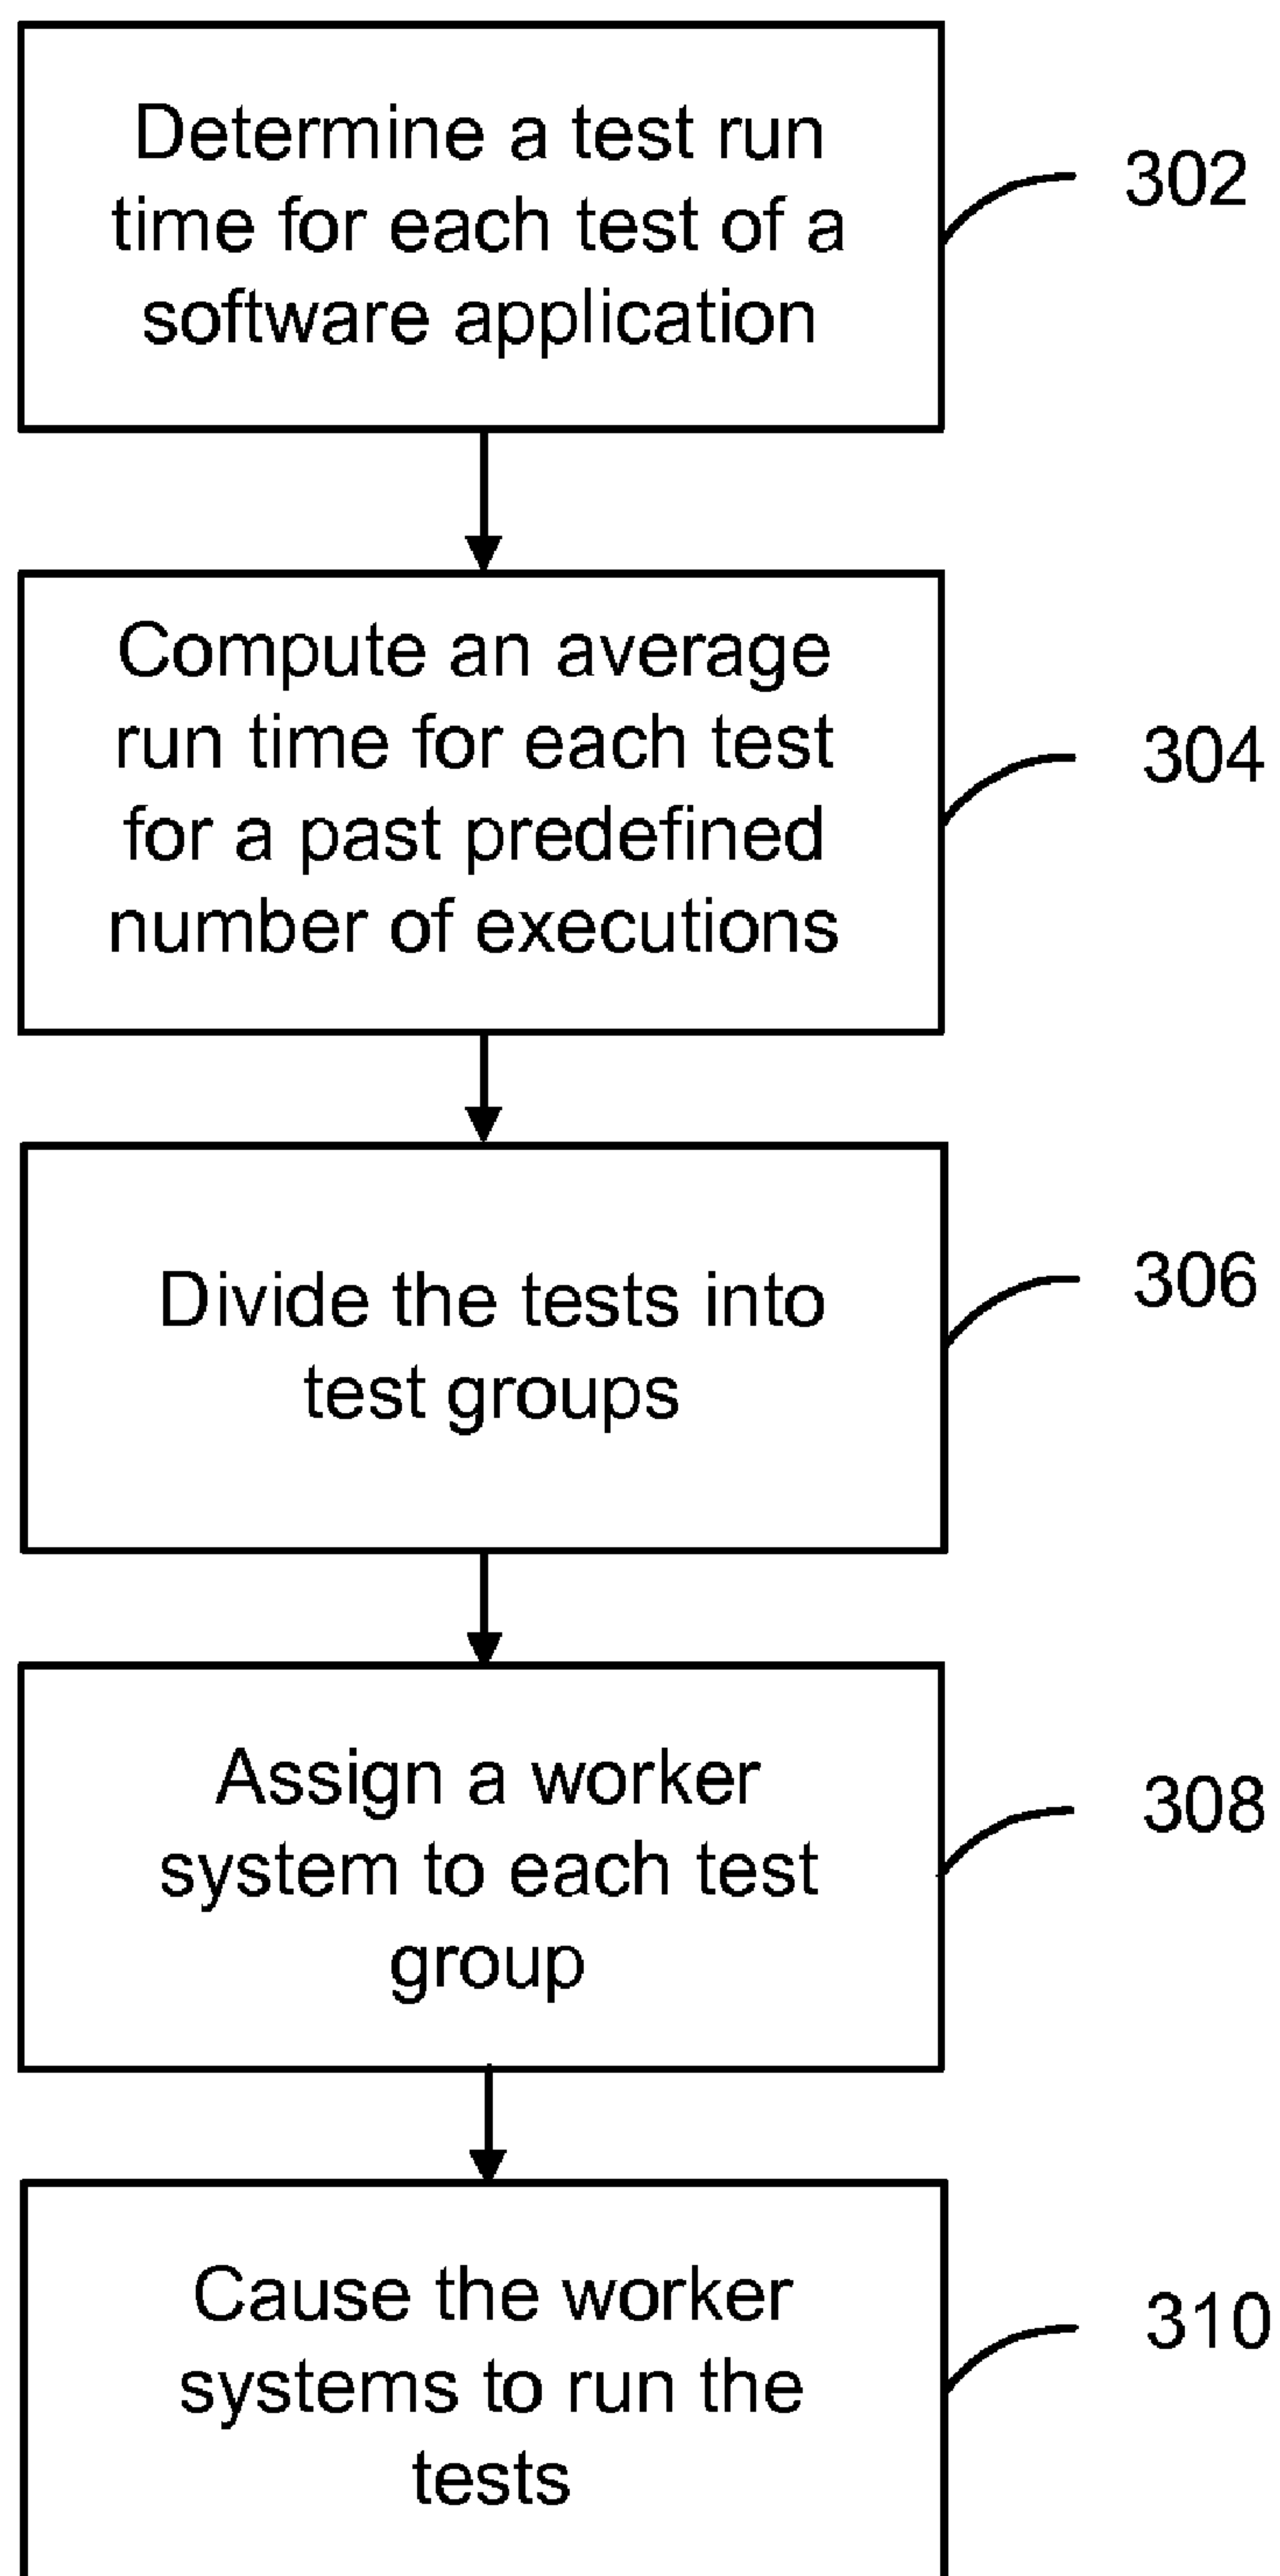 Determine a test run
time for each test of a
software application
302
Compute an average
run time for each test
for a past predefined
number of executions
304
Divide the tests into
test groups
306
Assign a worker
system to each test
group
308
Cause the worker
systems to run the
tests
310